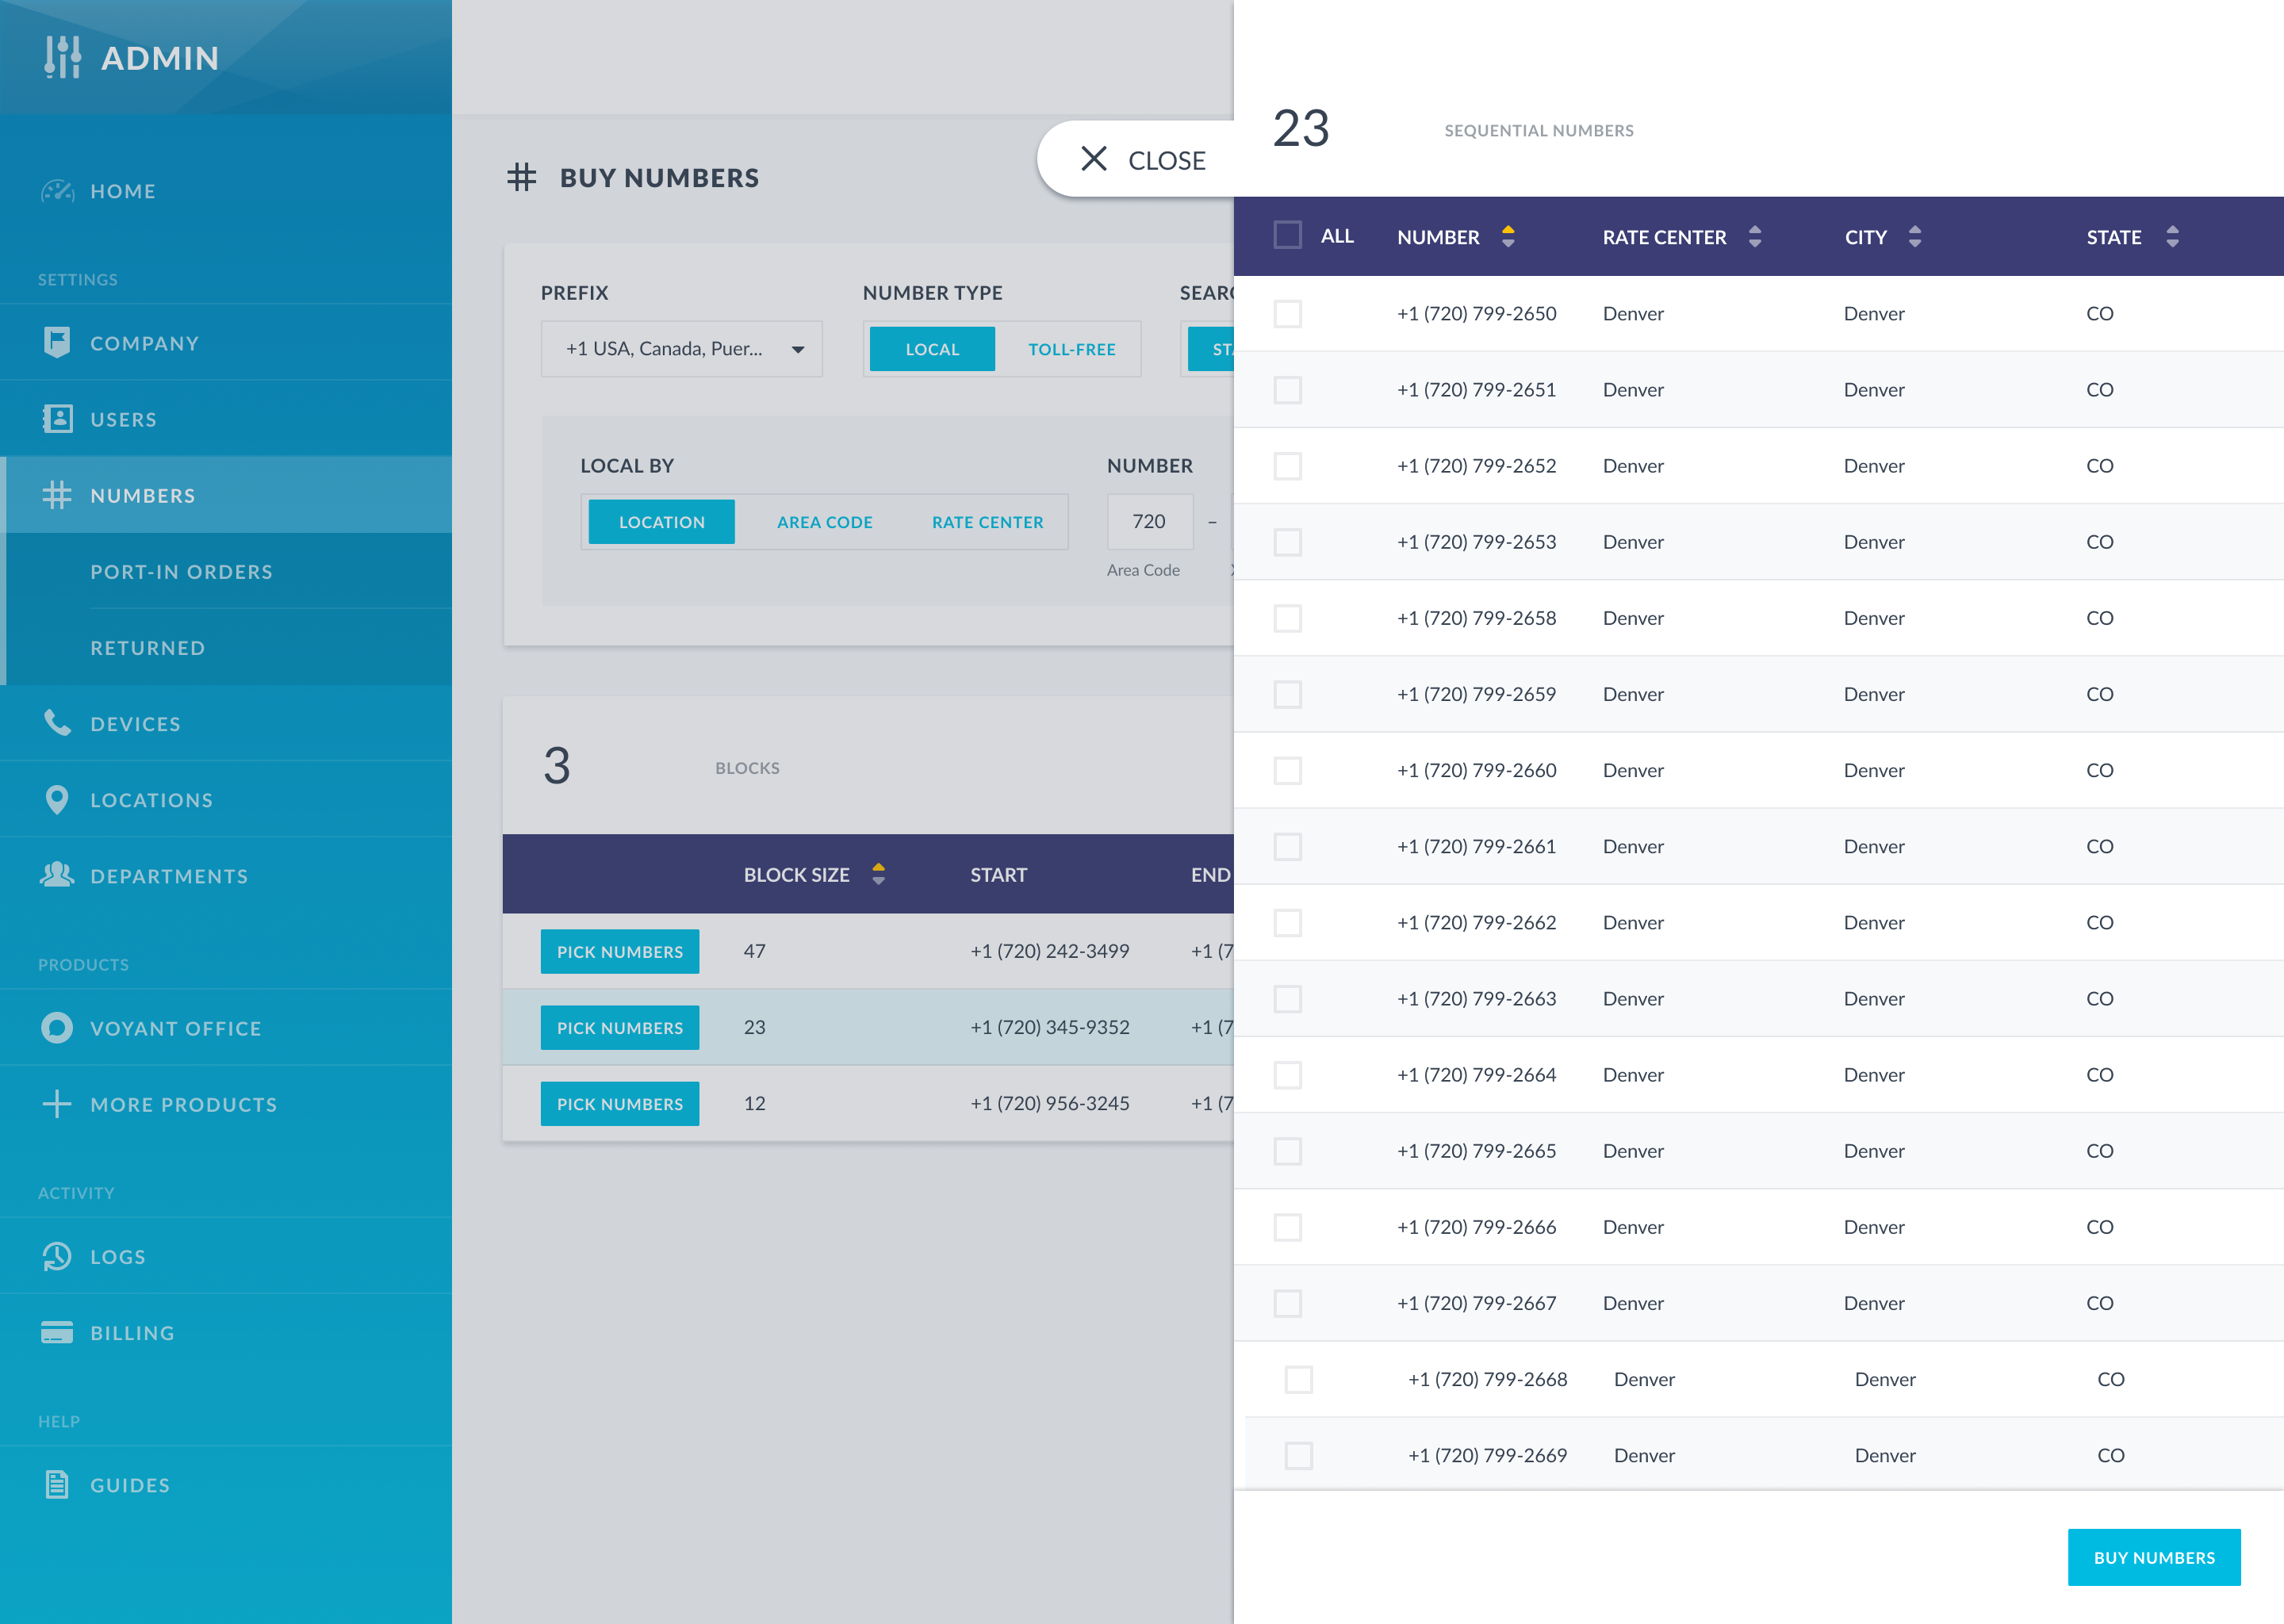 ADMIN
HOME
SETTINGS
COMPANY
USERS
NUMBERS
PORT-IN ORDERS
RETURNED
DEVICES
LOCATIONS
DEPARTMENTS
PRODUCTS
VOYANT OFFICE
MORE PRODUCTS
ACTIVITY
LOGS
BILLING
HELP
GUIDES
# BUY NUMBERS
CLOSE
PREFIX NUMBER TYPE
+1 USA, Canada, Puer... LOCAL TOLL-FREE
LOCAL BY NUMBER
LOCATION AREA CODE RATE CENTER 720 –
Area Code
3 BLOCKS
BLOCK SIZE START END
PICK NUMBERS 47 +1 (720) 242-3499 +1 (7
PICK NUMBERS 23 +1 (720) 345-9352 +1 (7
PICK NUMBERS 12 +1 (720) 956-3245 +1 (7
23 SEQUENTIAL NUMBERS
ALL NUMBER RATE CENTER CITY STATE
+1 (720) 799-2650 Denver Denver CO
+1 (720) 799-2651 Denver Denver CO
+1 (720) 799-2652 Denver Denver CO
+1 (720) 799-2653 Denver Denver CO
+1 (720) 799-2658 Denver Denver CO
+1 (720) 799-2659 Denver Denver CO
+1 (720) 799-2660 Denver Denver CO
+1 (720) 799-2661 Denver Denver CO
+1 (720) 799-2662 Denver Denver CO
+1 (720) 799-2663 Denver Denver CO
+1 (720) 799-2664 Denver Denver CO
+1 (720) 799-2665 Denver Denver CO
+1 (720) 799-2666 Denver Denver CO
+1 (720) 799-2667 Denver Denver CO
+1 (720) 799-2668 Denver Denver CO
+1 (720) 799-2669 Denver Denver CO
BUY NUMBERS